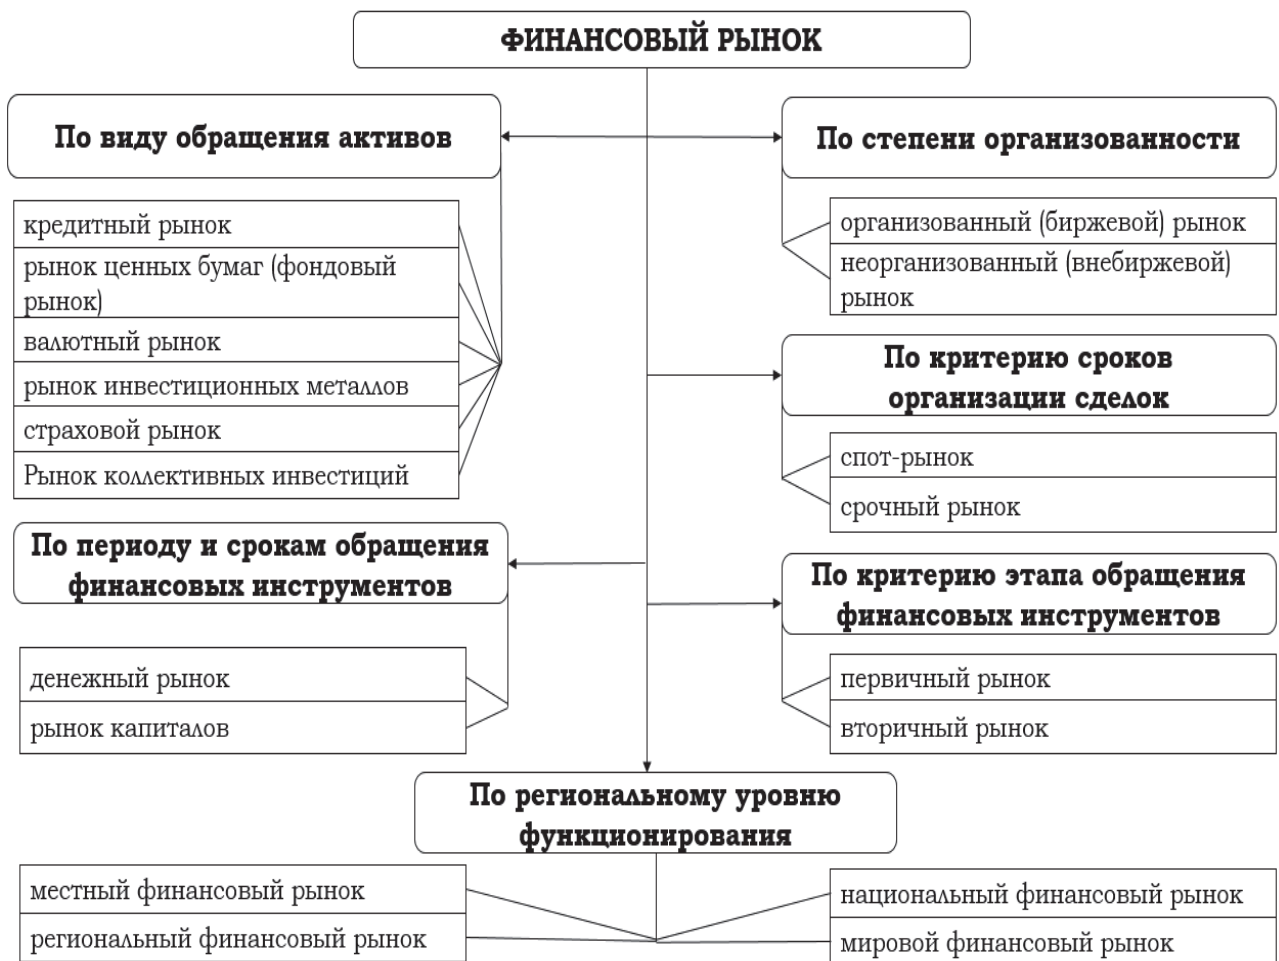 ФИНАНСОВЫЙ РЫНОК
По виду обращения активов
кредитный рынок
рынок ценных бумаг (фондовый
рынок)
валютный рынок
рынок инвестиционных металлов
страховой рынок
Рынок коллективных инвестиций
По степени организованности
организованный (биржевой) рынок
неорганизованный (внебиржевой)
рынок
По критерию сроков
организации сделок
спот-рынок
срочный рынок
По периоду и срокам обращения
финансовых инструментов
денежный рынок
рынок капиталов
По критерию этапа обращения
финансовых инструментов
первичный рынок
вторичный рынок
По региональному уровню
функционирования
местный финансовый рынок
региональный финансовый рынок
национальный финансовый рынок
мировой финансовый рынок